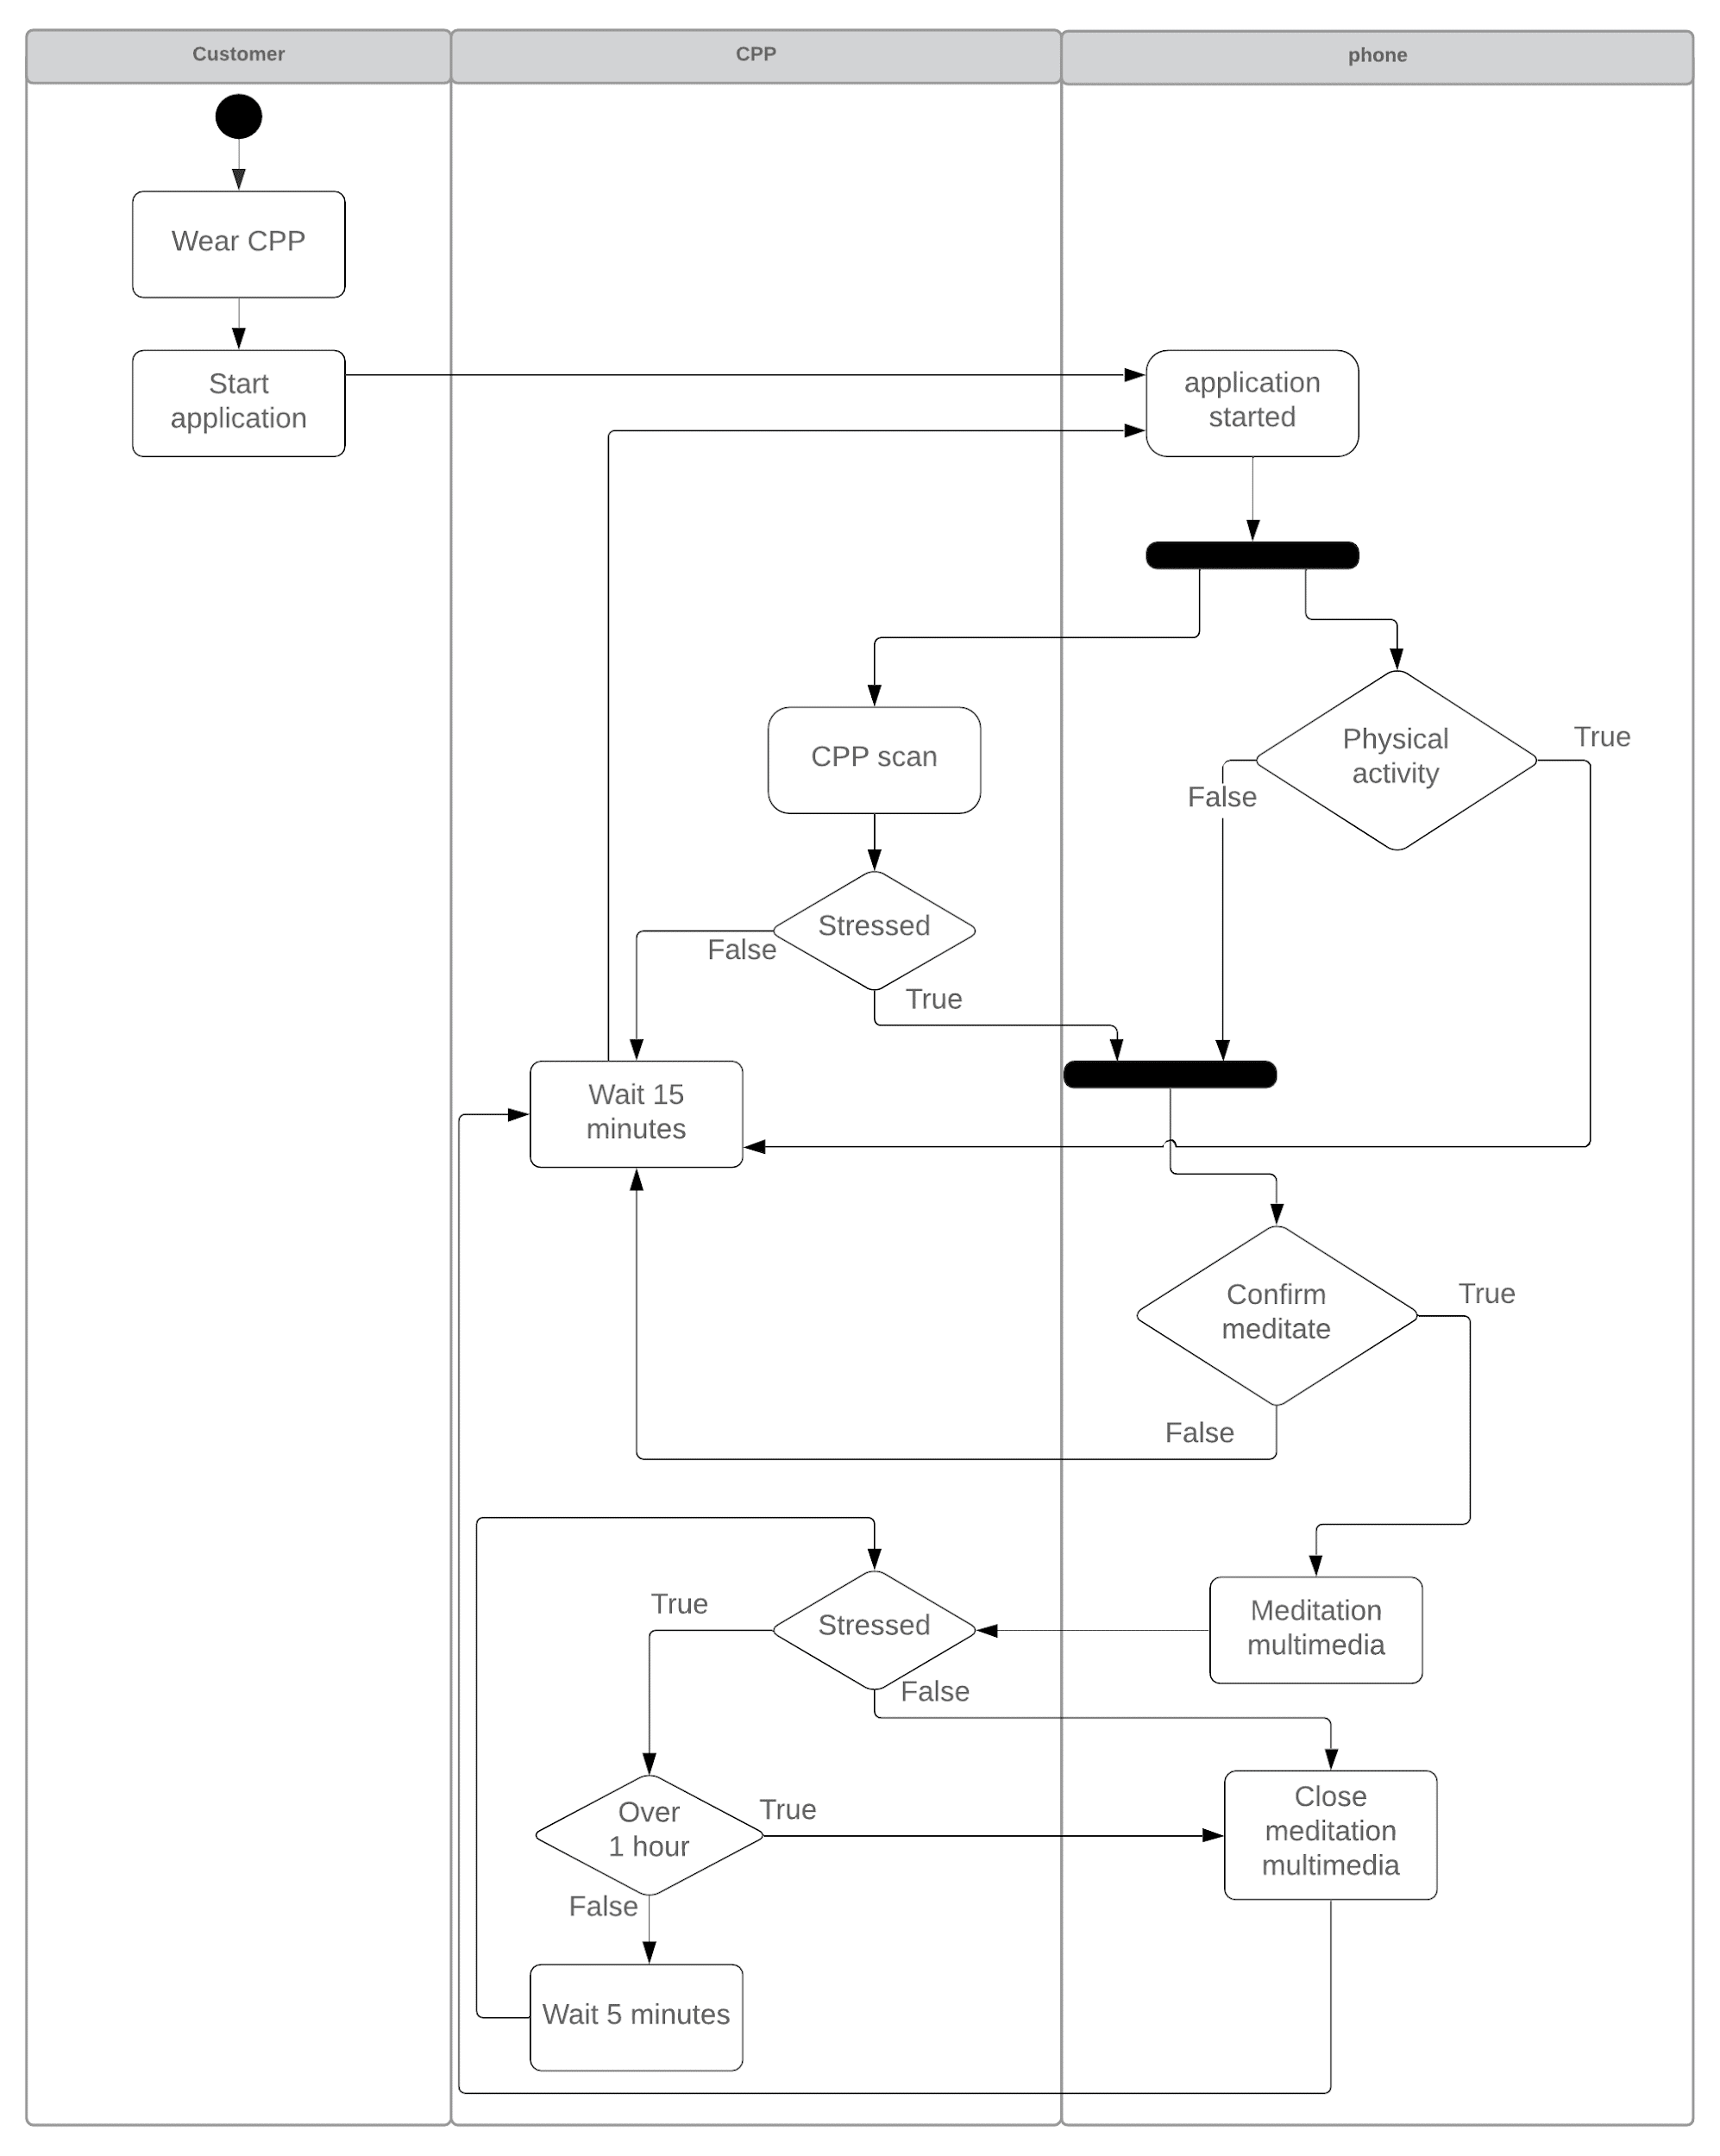 Customer
CPP
phone
Wear CPP
Start
application
application
started
CPP scan
Physical
activity
True
False
Stressed
False
True
Wait 15
minutes
Confirm
meditate
True
False
Meditation
multimedia
Stressed
True
False
Over
1 hour
True
False
Close
meditation
multimedia
Wait 5 minutes